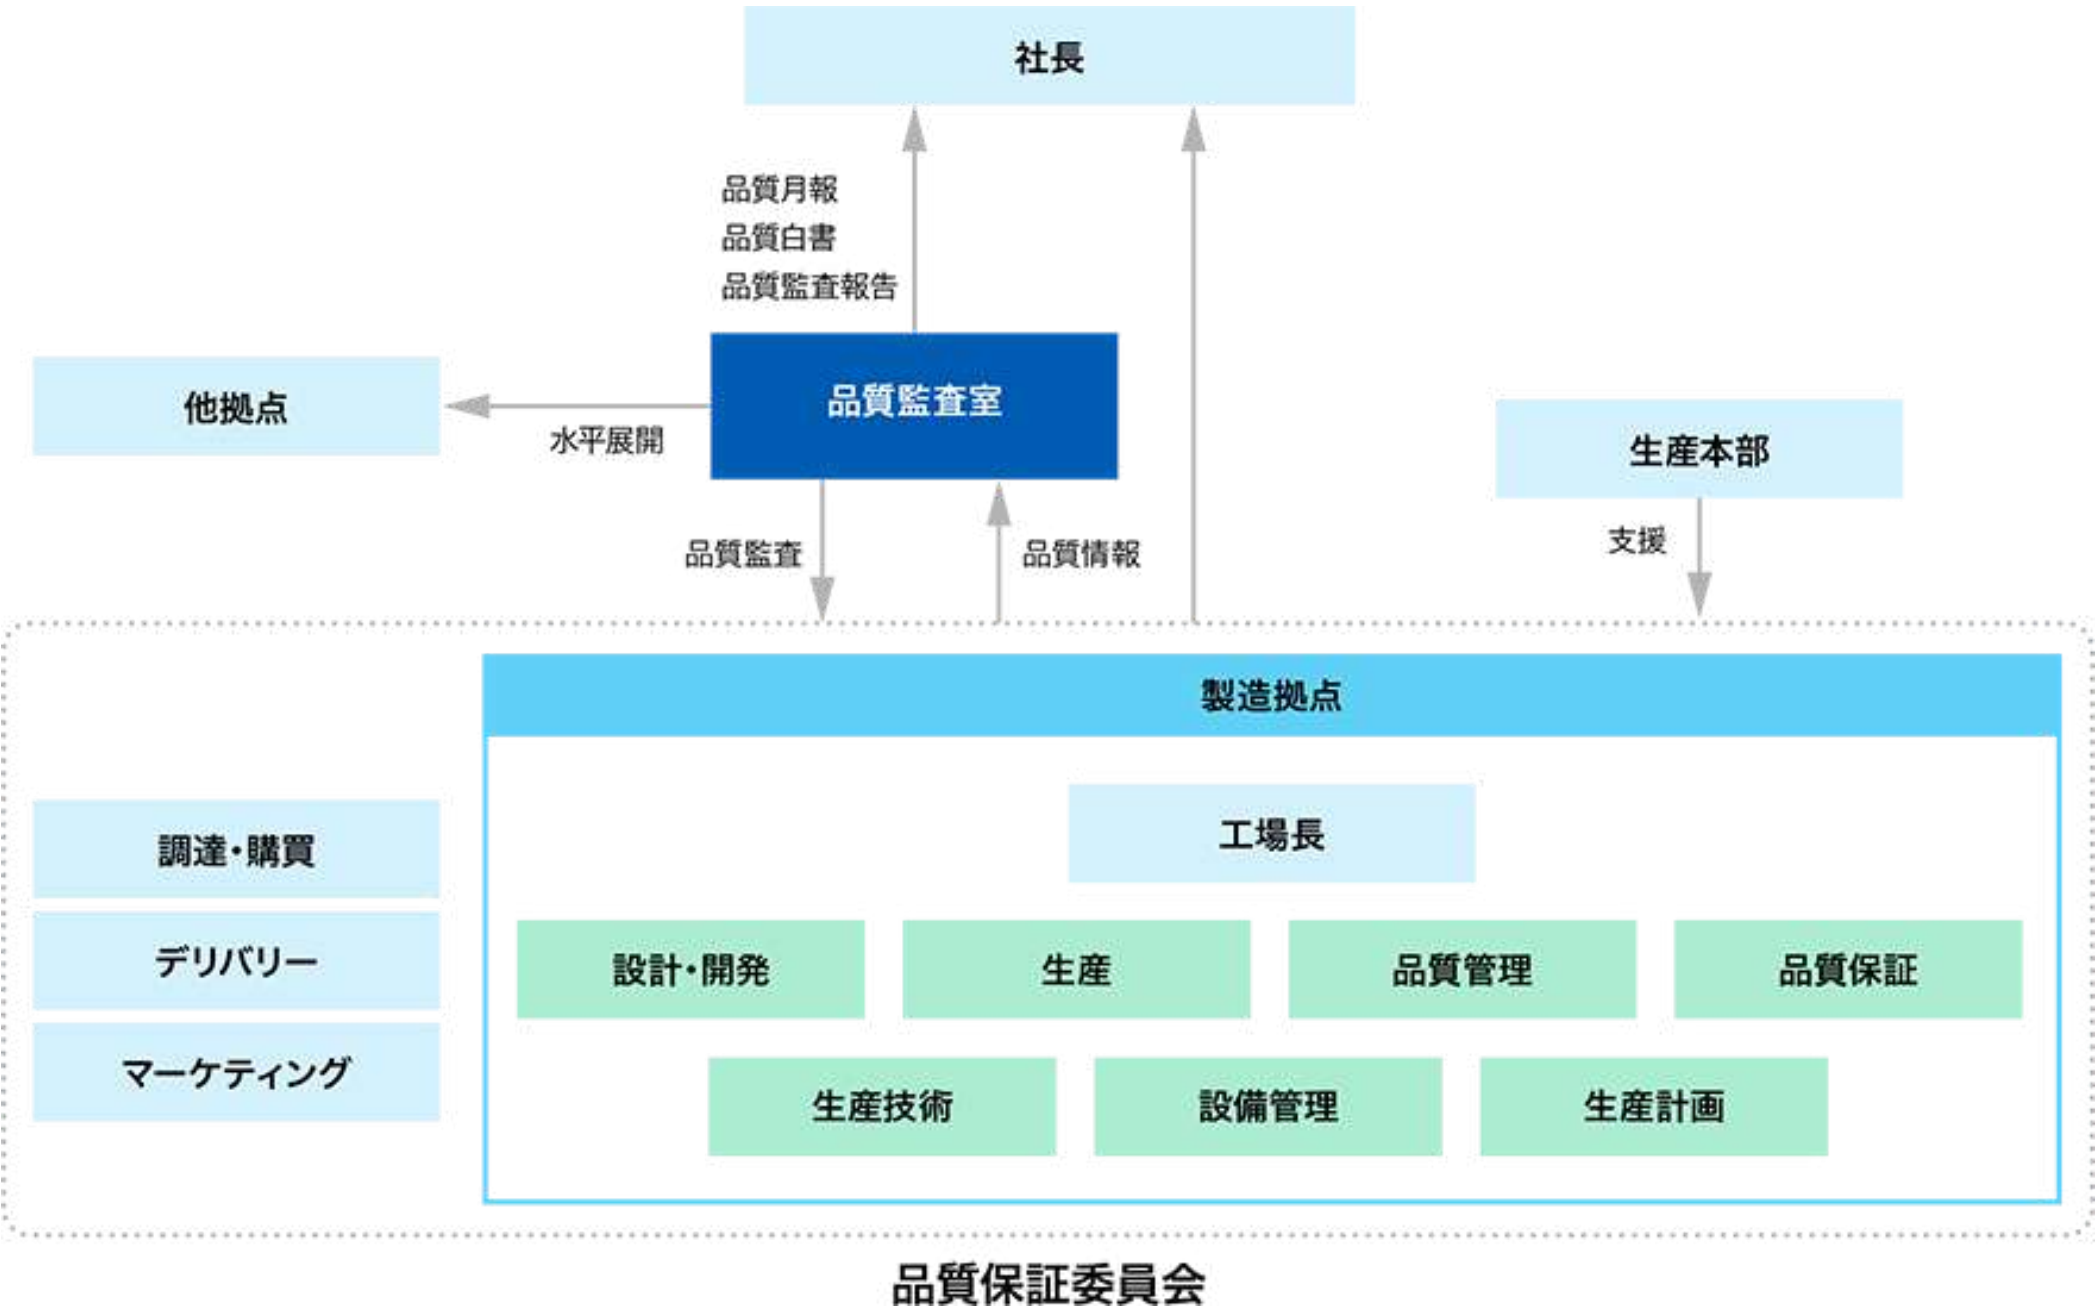 社長
品質月報
品質白書
品質監査報告
他拠点
水平展開
品質監査室
生産本部
品質監査
品質情報
支援
製造拠点
工場長
調達・購買
デリバリー
マーケティング
設計・開発
生産
品質管理
品質保証
生産技術
設備管理
生産計画
品質保証委員会